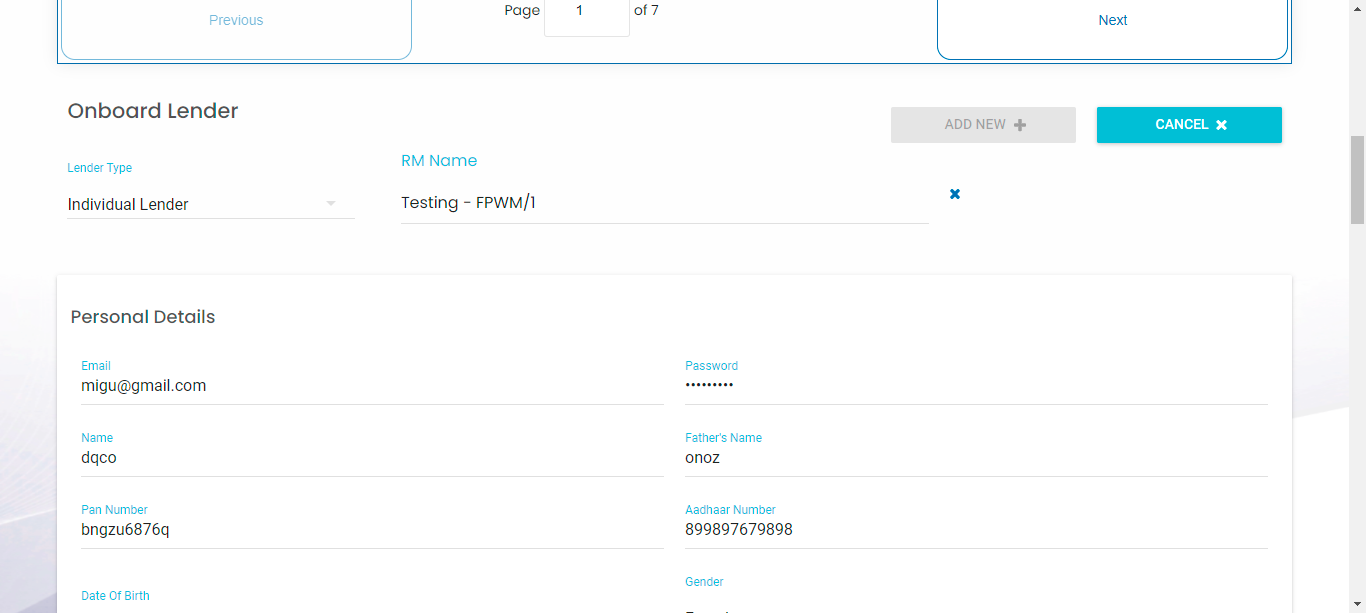 Previous
Page 1 of 7
Next
Onboard Lender
ADD NEW
CANCEL
Lender Type
Individual Lender
RM Name
Testing - FPWM/1
Personal Details
Email
migu@gmail.com
Password
•••••••••
Name
dqco
Father's Name
onoz
Pan Number
bngzu6876q
Aadhaar Number
899897679898
Date Of Birth
Gender